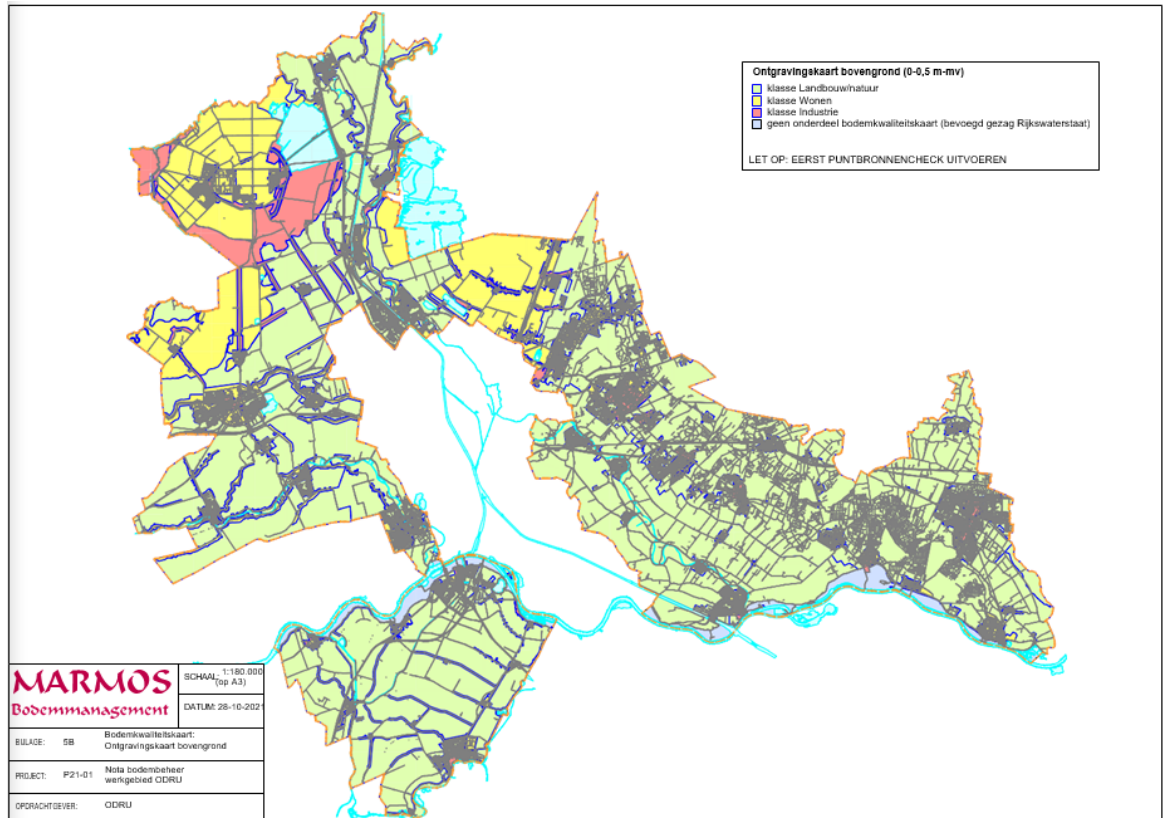 Ontgravingskaart bovengrond (0-0,5 m-mv)
klasse Landbouw/natuur
klasse Wonen
klasse Industrie
geen onderdeel bodemkwaliteitskaart (bevoegd gezag Rijkswaterstaat)
LET OP: EERST PUNTBRONNENCHECK UITVOEREN
MARMOS
Bodemmanagement
SCHAAL: 1:180.000
(op A3)
DATUM: 28-10-2021
BIJLAGE: 5B Bodemkwaliteitskaart:
Ontgravingskaart bovengrond
PROJECT: P21-01 Nota bodembeheer
werkgebied ODRU
OPDRACHTGEVER: ODRU